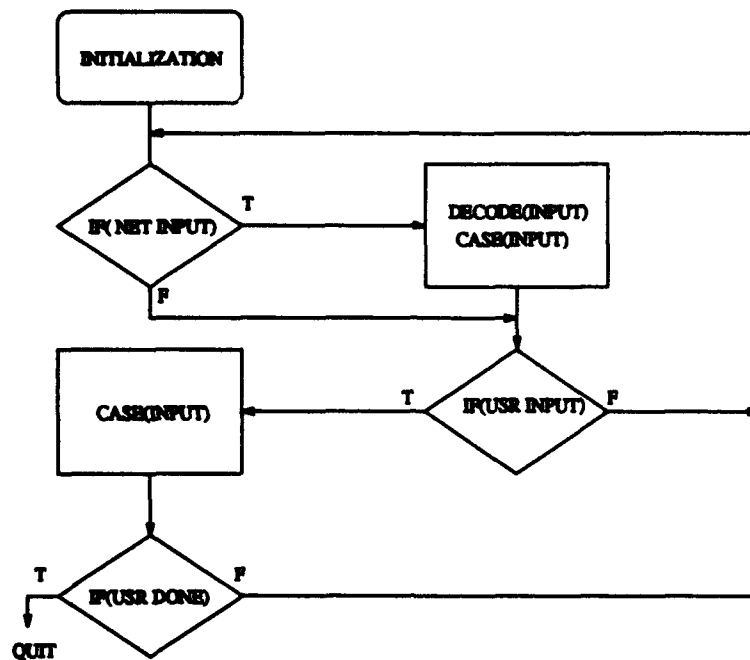 INITIALIZATION
IF( NET INPUT)
T
DECODE(INPUT)
CASE(INPUT)
F
CASE(INPUT)
T
IF(USR INPUT)
F
T
IF(USR DONE)
F
QUIT